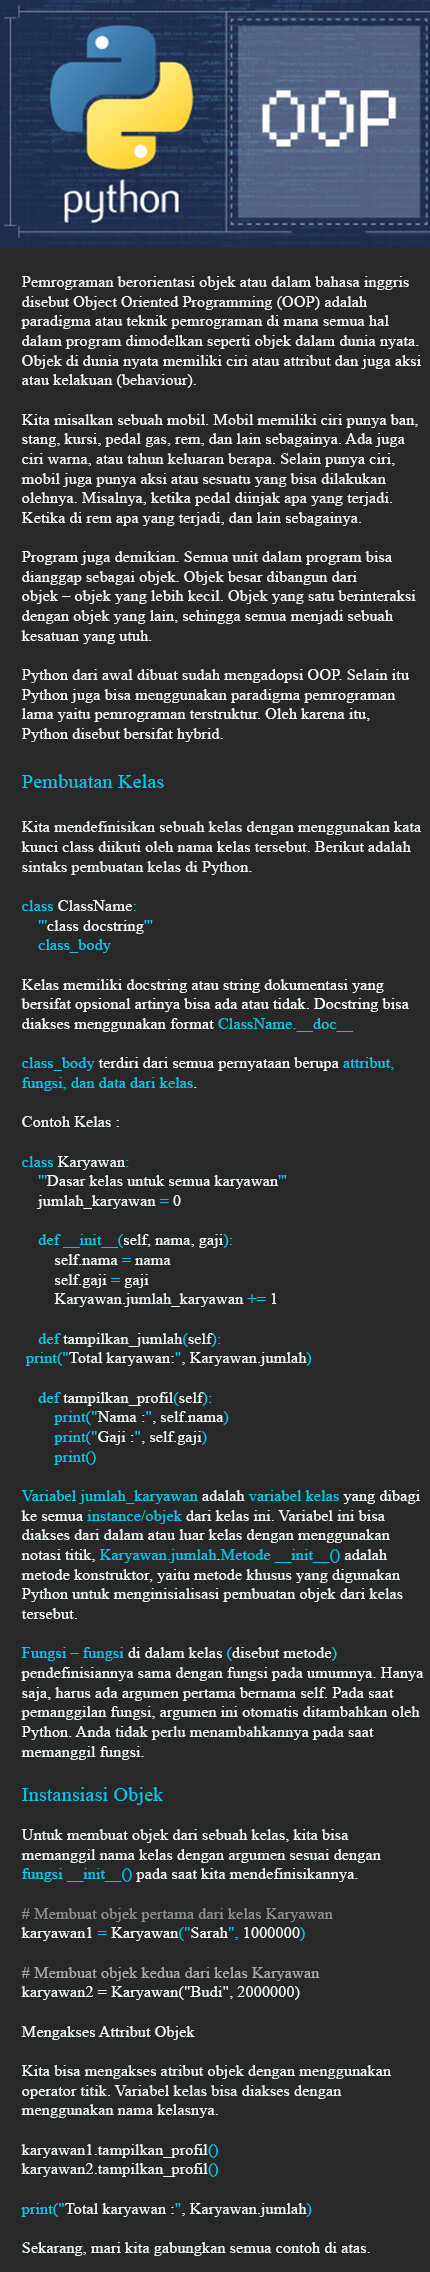 python
OOP
Pemrograman berorientasi objek atau dalam bahasa inggris
disebut Object Oriented Programming (OOP) adalah
paradigma atau teknik pemrograman di mana semua hal
dalam program dimodelkan seperti objek dalam dunia nyata.
Objek di dunia nyata memiliki ciri atau attribut dan juga aksi
atau kelakuan (behaviour).
Kita misalkan sebuah mobil. Mobil memiliki ciri punya ban,
stang, kursi, pedal gas, rem, dan lain sebagainya. Ada juga
ciri warna, atau tahun keluaran berapa. Selain punya ciri,
mobil juga punya aksi atau sesuatu yang bisa dilakukan
olehnya. Misalnya, ketika pedal diinjak apa yang terjadi.
Ketika di rem apa yang terjadi, dan lain sebagainya.
Program juga demikian. Semua unit dalam program bisa
dianggap sebagai objek. Objek besar dibangun dari
objek – objek yang lebih kecil. Objek yang satu berinteraksi
dengan objek yang lain, sehingga semua menjadi sebuah
kesatuan yang utuh.
Python dari awal dibuat sudah mengadopsi OOP. Selain itu
Python juga bisa menggunakan paradigma pemrograman
lama yaitu pemrograman terstruktur. Oleh karena itu,
Python disebut bersifat hybrid.
Pembuatan Kelas
Kita mendefinisikan sebuah kelas dengan menggunakan kata
kunci class diikuti oleh nama kelas tersebut. Berikut adalah
sintaks pembuatan kelas di Python.
class ClassName:
'''class docstring'''
class_body
Kelas memiliki docstring atau string dokumentasi yang
bersifat opsional artinya bisa ada atau tidak. Docstring bisa
diakses menggunakan format ClassName.__doc__
class_body terdiri dari semua pernyataan berupa attribut,
fungsi, dan data dari kelas.
Contoh Kelas :
class Karyawan:
'''Dasar kelas untuk semua karyawan'''
jumlah_karyawan = 0
def __init__(self, nama, gaji):
self.nama = nama
self.gaji = gaji
Karyawan.jumlah_karyawan += 1
def tampilkan_jumlah(self):
print("Total karyawan:", Karyawan.jumlah)
def tampilkan_profil(self):
print("Nama :", self.nama)
print("Gaji :", self.gaji)
print()
Variabel jumlah_karyawan adalah variabel kelas yang dibagi
ke semua instance/objek dari kelas ini. Variabel ini bisa
diakses dari dalam atau luar kelas dengan menggunakan
notasi titik, Karyawan.jumlah.Metode __init__() adalah
metode konstruktor, yaitu metode khusus yang digunakan
Python untuk menginisialisasi pembuatan objek dari kelas
tersebut.
Fungsi – fungsi di dalam kelas (disebut metode)
pendefinisiannya sama dengan fungsi pada umumnya. Hanya
saja, harus ada argumen pertama bernama self. Pada saat
pemanggilan fungsi, argumen ini otomatis ditambahkan oleh
Python. Anda tidak perlu menambahkannya pada saat
memanggil fungsi.
Instansiasi Objek
Untuk membuat objek dari sebuah kelas, kita bisa
memanggil nama kelas dengan argumen sesuai dengan
fungsi __init__() pada saat kita mendefinisikannya.
# Membuat objek pertama dari kelas Karyawan
karyawan1 = Karyawan("Sarah", 1000000)
# Membuat objek kedua dari kelas Karyawan
karyawan2 = Karyawan("Budi", 2000000)
Mengakses Attribut Objek
Kita bisa mengakses atribut objek dengan menggunakan
operator titik. Variabel kelas bisa diakses dengan
menggunakan nama kelasnya.
karyawan1.tampilkan_profil()
karyawan2.tampilkan_profil()
print("Total karyawan :", Karyawan.jumlah)
Sekarang, mari kita gabungkan semua contoh di atas.